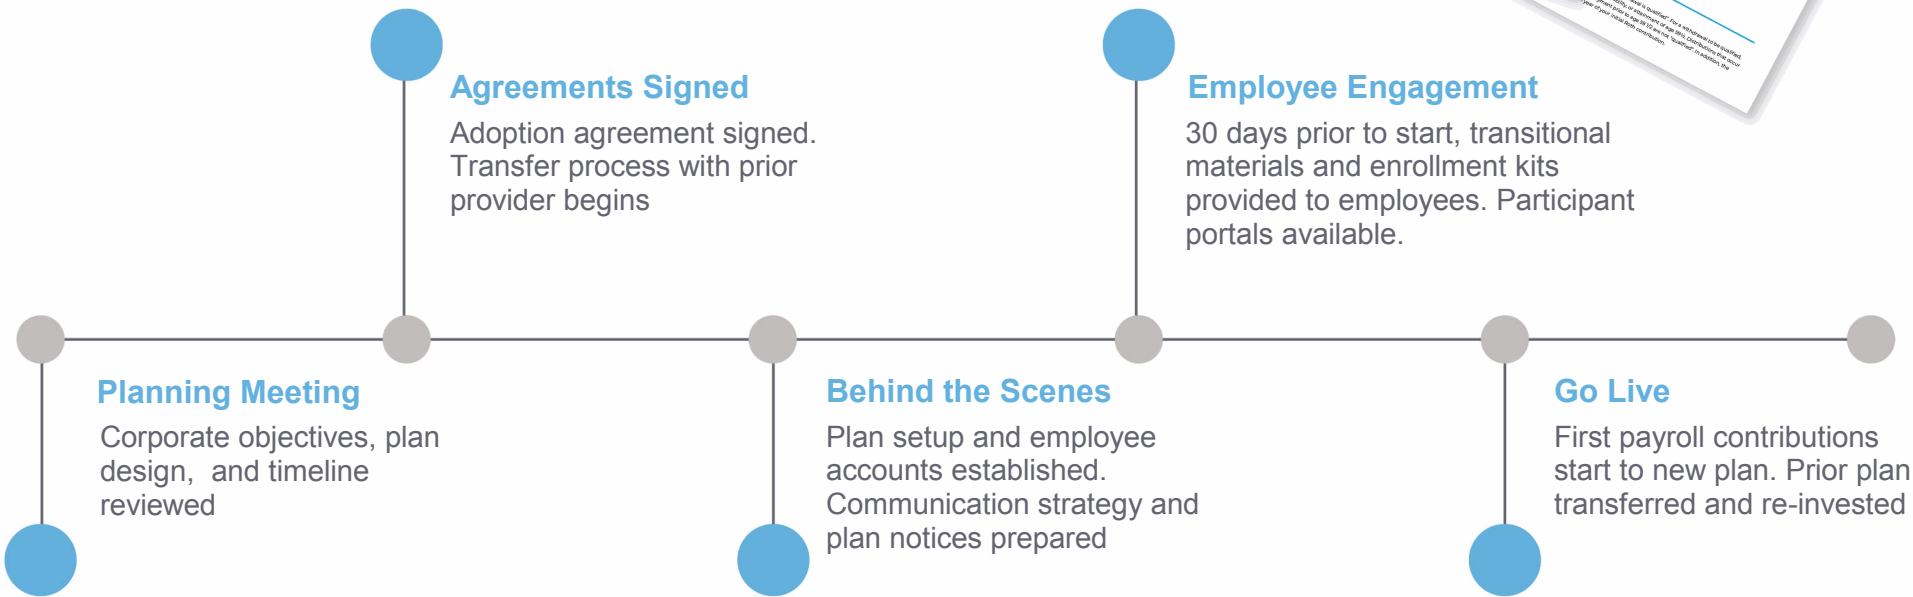 Agreements Signed
Adoption agreement signed.
Transfer process with prior
provider begins
Employee Engagement
30 days prior to start, transitional
materials and enrollment kits
provided to employees. Participant
portals available.
Planning Meeting
Corporate objectives, plan
design,  and timeline
reviewed
Behind the Scenes
Plan setup and employee
accounts established.
Communication strategy and
plan notices prepared
Go Live
First payroll contributions
start to new plan. Prior plan
transferred and re-invested